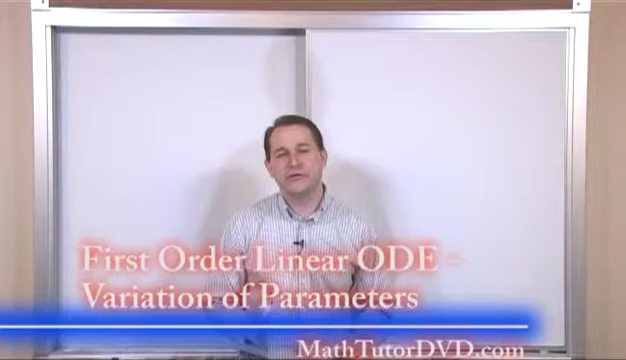 First Order Linear ODE –
Variation of Parameters
MathTutorDVD.com